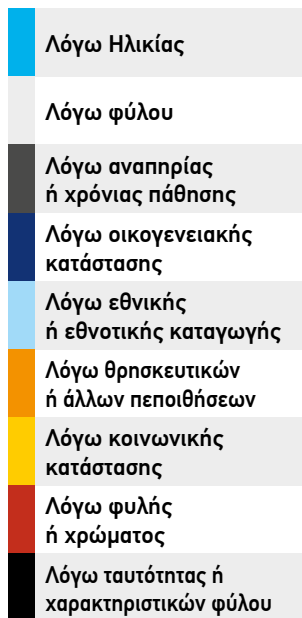 Λόγω Ηλικίας
Λόγω φύλου
Λόγω αναπηρίας
ή χρόνιας πάθησης
Λόγω οικογενειακής
κατάστασης
Λόγω εθνικής
ή εθνοτικής καταγωγής
Λόγω θρησκευτικών
ή άλλων πεποιθήσεων
Λόγω κοινωνικής
κατάστασης
Λόγω φυλής
ή χρώματος
Λόγω ταυτότητας ή
χαρακτηριστικών φύλου